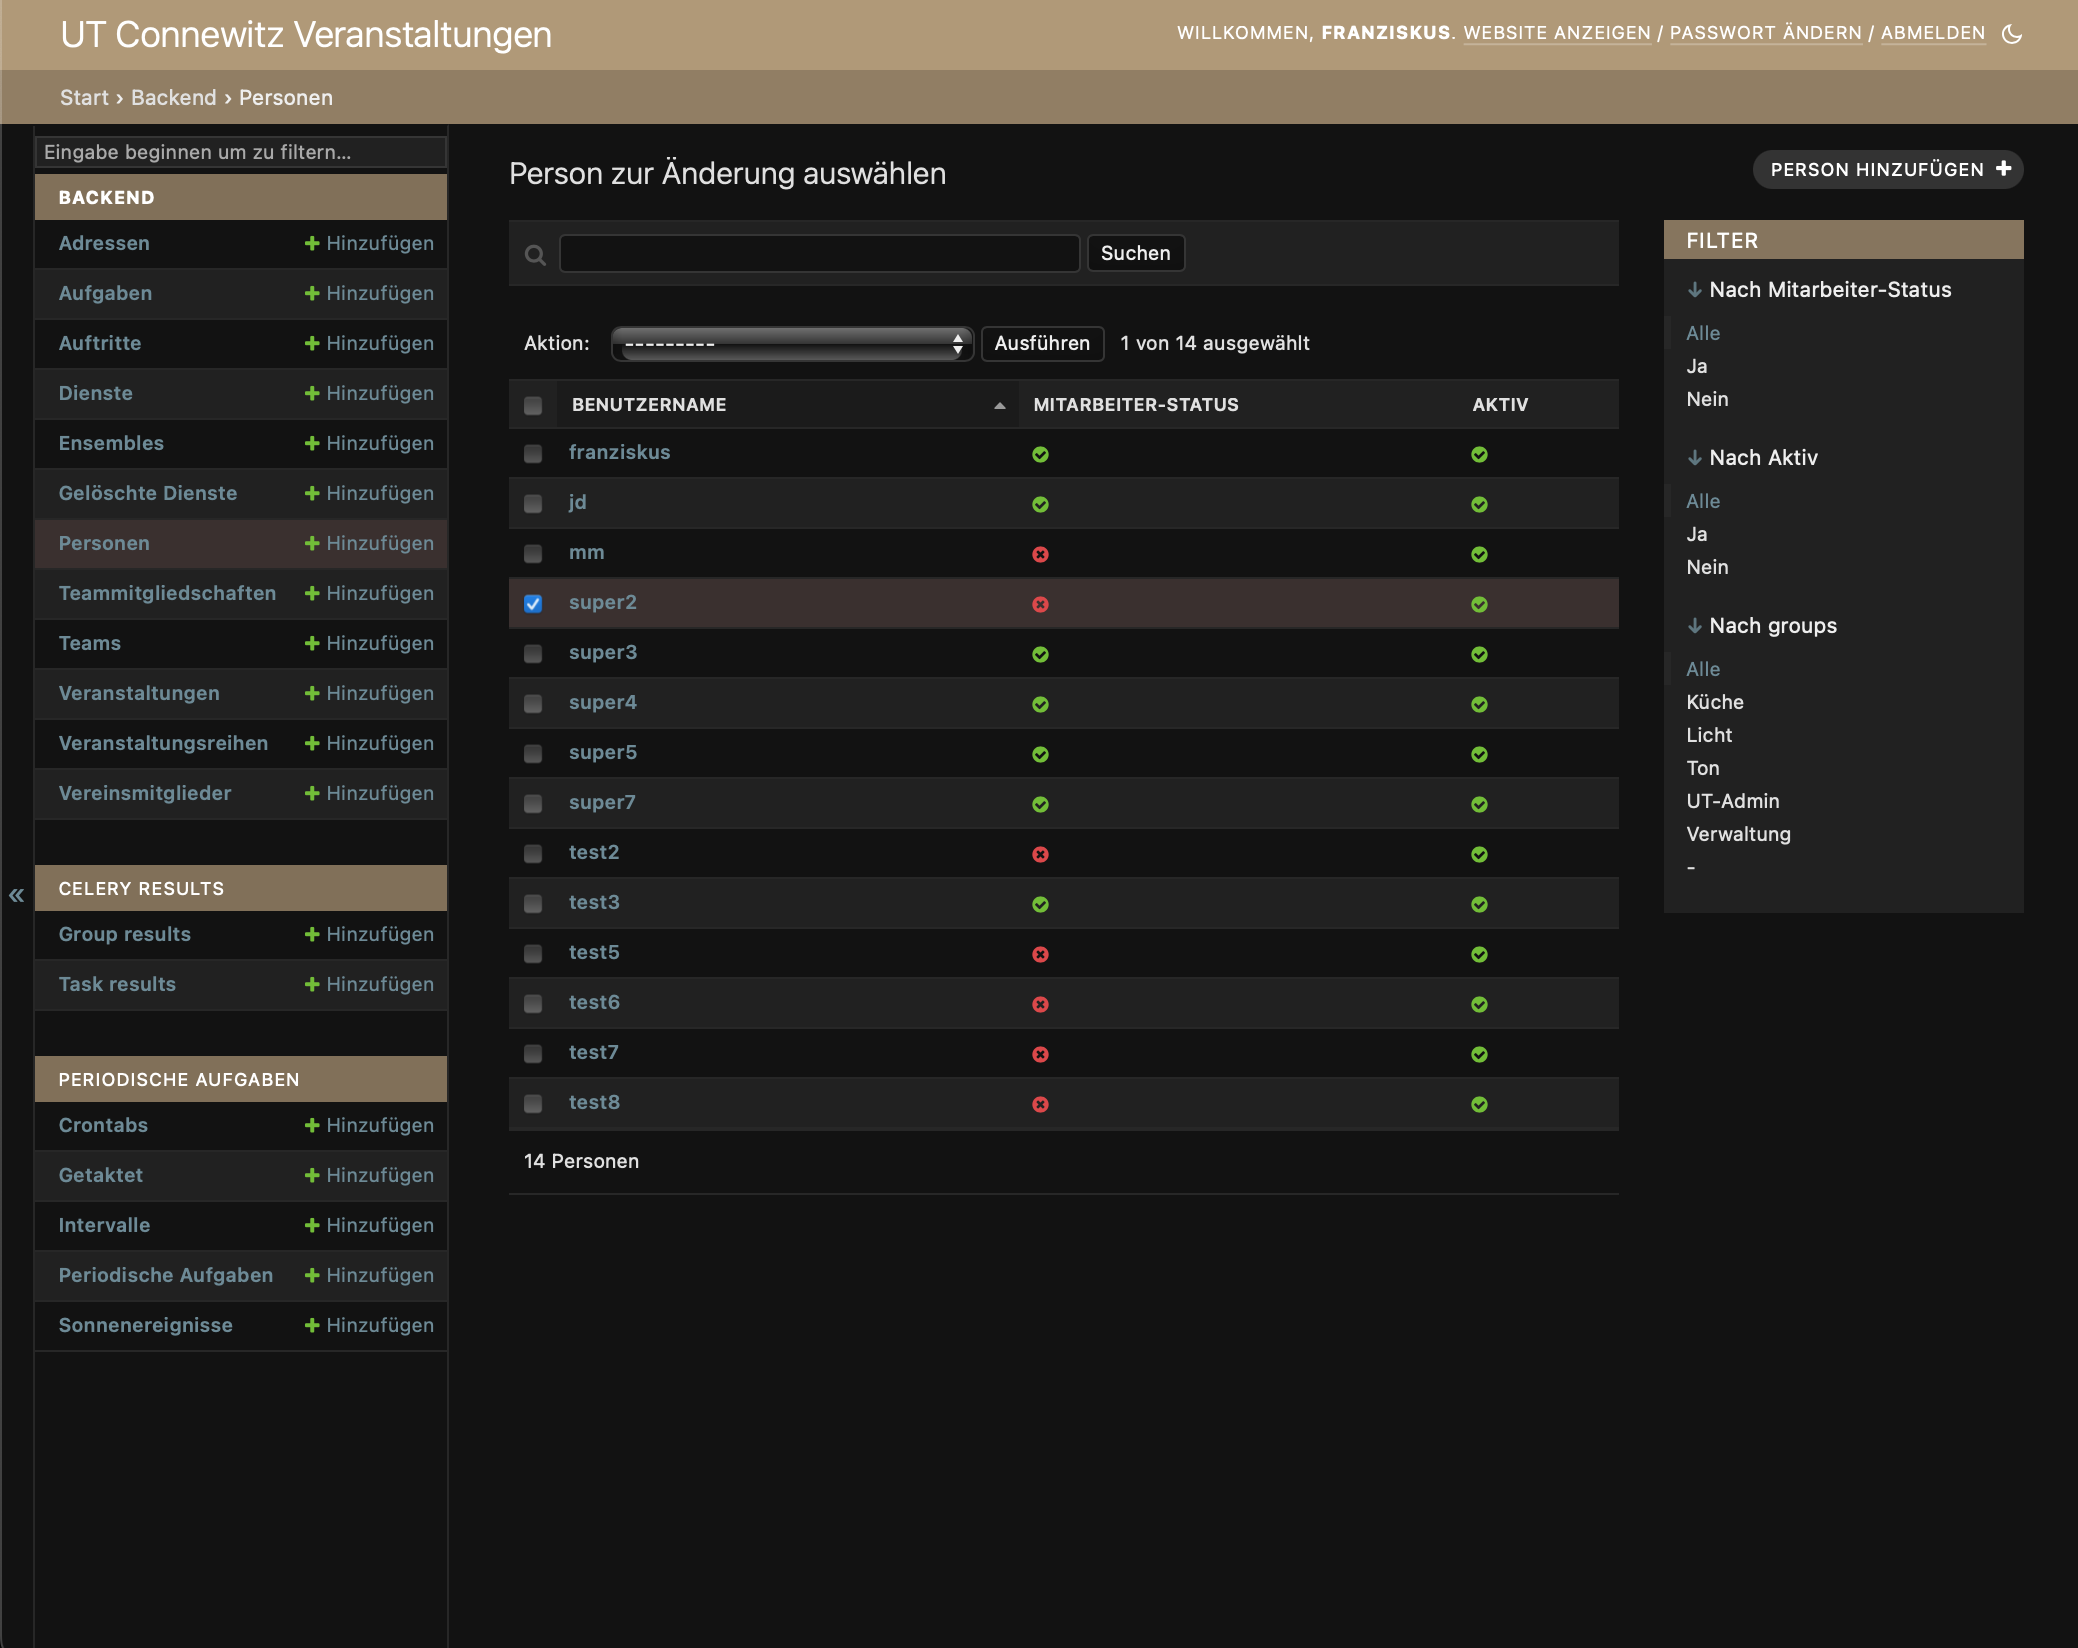 UT Connewitz Veranstaltungen
WILLKOMMEN, FRANZISKUS. WEBSITE ANZEIGEN / PASSWORT ÄNDERN / ABMELDEN
Start › Backend › Personen
Eingabe beginnen um zu filtern...
BACKEND
Adressen Hinzufügen
Aufgaben Hinzufügen
Auftritte Hinzufügen
Dienste Hinzufügen
Ensembles Hinzufügen
Gelöschte Dienste Hinzufügen
Personen Hinzufügen
Teammitgliedschaften Hinzufügen
Teams Hinzufügen
Veranstaltungen Hinzufügen
Veranstaltungsreihen Hinzufügen
Vereinsmitglieder Hinzufügen
CELERY RESULTS
Group results Hinzufügen
Task results Hinzufügen
PERIODISCHE AUFGABEN
Crontabs Hinzufügen
Getaktet Hinzufügen
Intervalle Hinzufügen
Periodische Aufgaben Hinzufügen
Sonnenereignisse Hinzufügen
«
Person zur Änderung auswählen
PERSON HINZUFÜGEN
Suchen
Aktion: --------- Ausführen 1 von 14 ausgewählt
BENUTZERNAME MITARBEITER-STATUS AKTIV
franziskus
jd
mm
super2
super3
super4
super5
super7
test2
test3
test5
test6
test7
test8
14 Personen
FILTER
↓ Nach Mitarbeiter-Status
Alle
Ja
Nein
↓ Nach Aktiv
Alle
Ja
Nein
↓ Nach groups
Alle
Küche
Licht
Ton
UT-Admin
Verwaltung
-